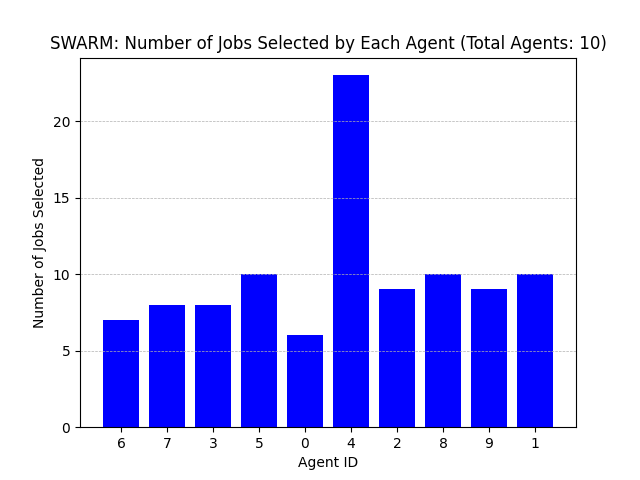 SWARM: Number of Jobs Selected by Each Agent (Total Agents: 10)
Number of Jobs Selected
20
15
10
5
0
6 7 3 5 0 4 2 8 9 1
Agent ID